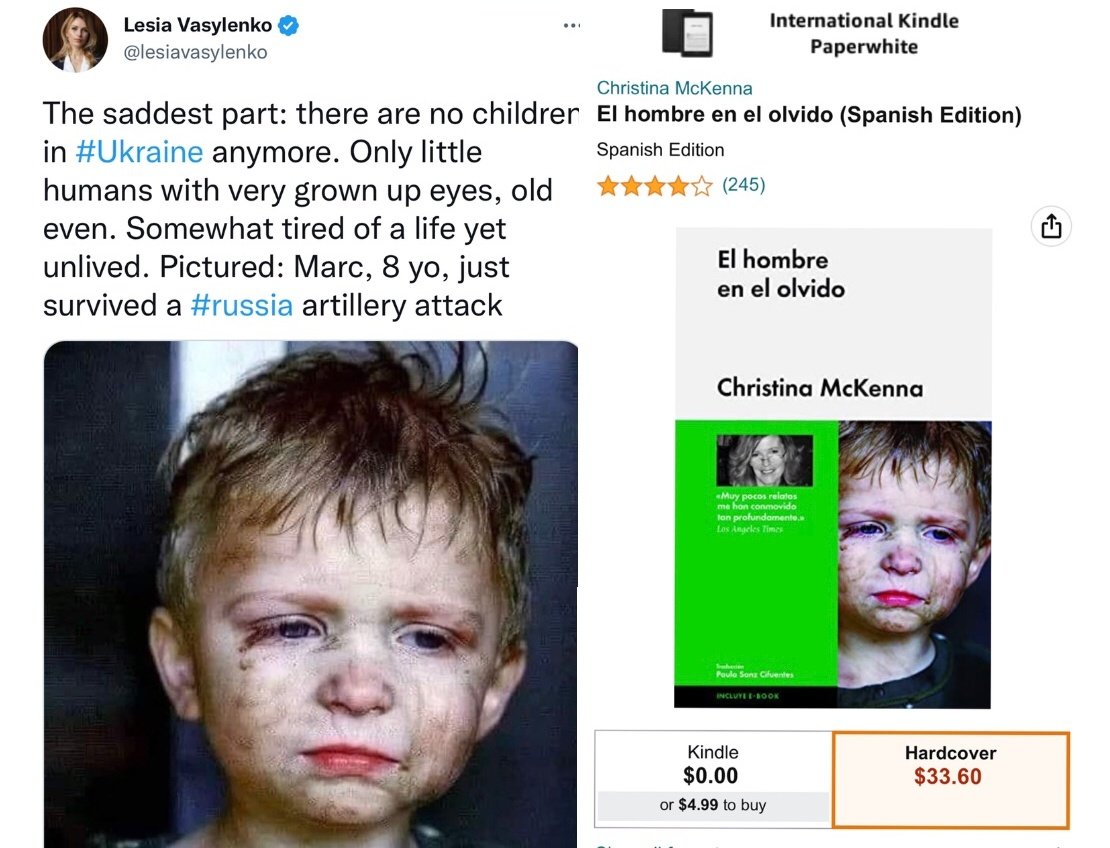 Lesia Vasylenko
@lesiavasylenko
The saddest part: there are no children
in #Ukraine anymore. Only little
humans with very grown up eyes, old
even. Somewhat tired of a life yet
unlived. Pictured: Marc, 8 yo, just
survived a #russia artillery attack
International Kindle
Paperwhite
Christina McKenna
El hombre en el olvido (Spanish Edition)
Spanish Edition
(245)
El hombre
en el olvido
Christina McKenna
«Muy pocos relatos
me han conmovido
tan profundamente.»
Los Angeles Times
Traducción
Paula Sanz Cifuentes
INCLUYE E-BOOK
Kindle
$0.00
or $4.99 to buy
Hardcover
$33.60